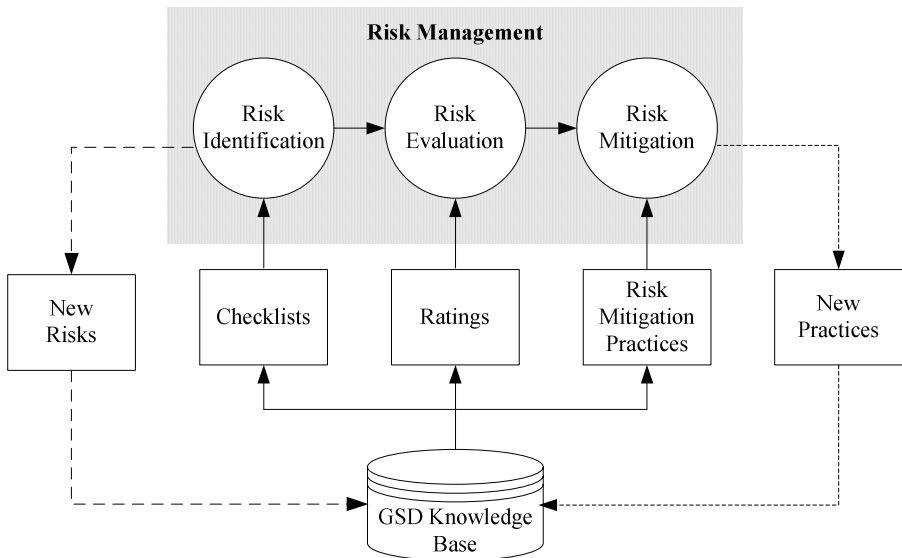 Risk Management
Risk
Identification
Risk
Evaluation
Risk
Mitigation
New
Risks
Checklists
Ratings
Risk
Mitigation
Practices
New
Practices
GSD Knowledge
Base